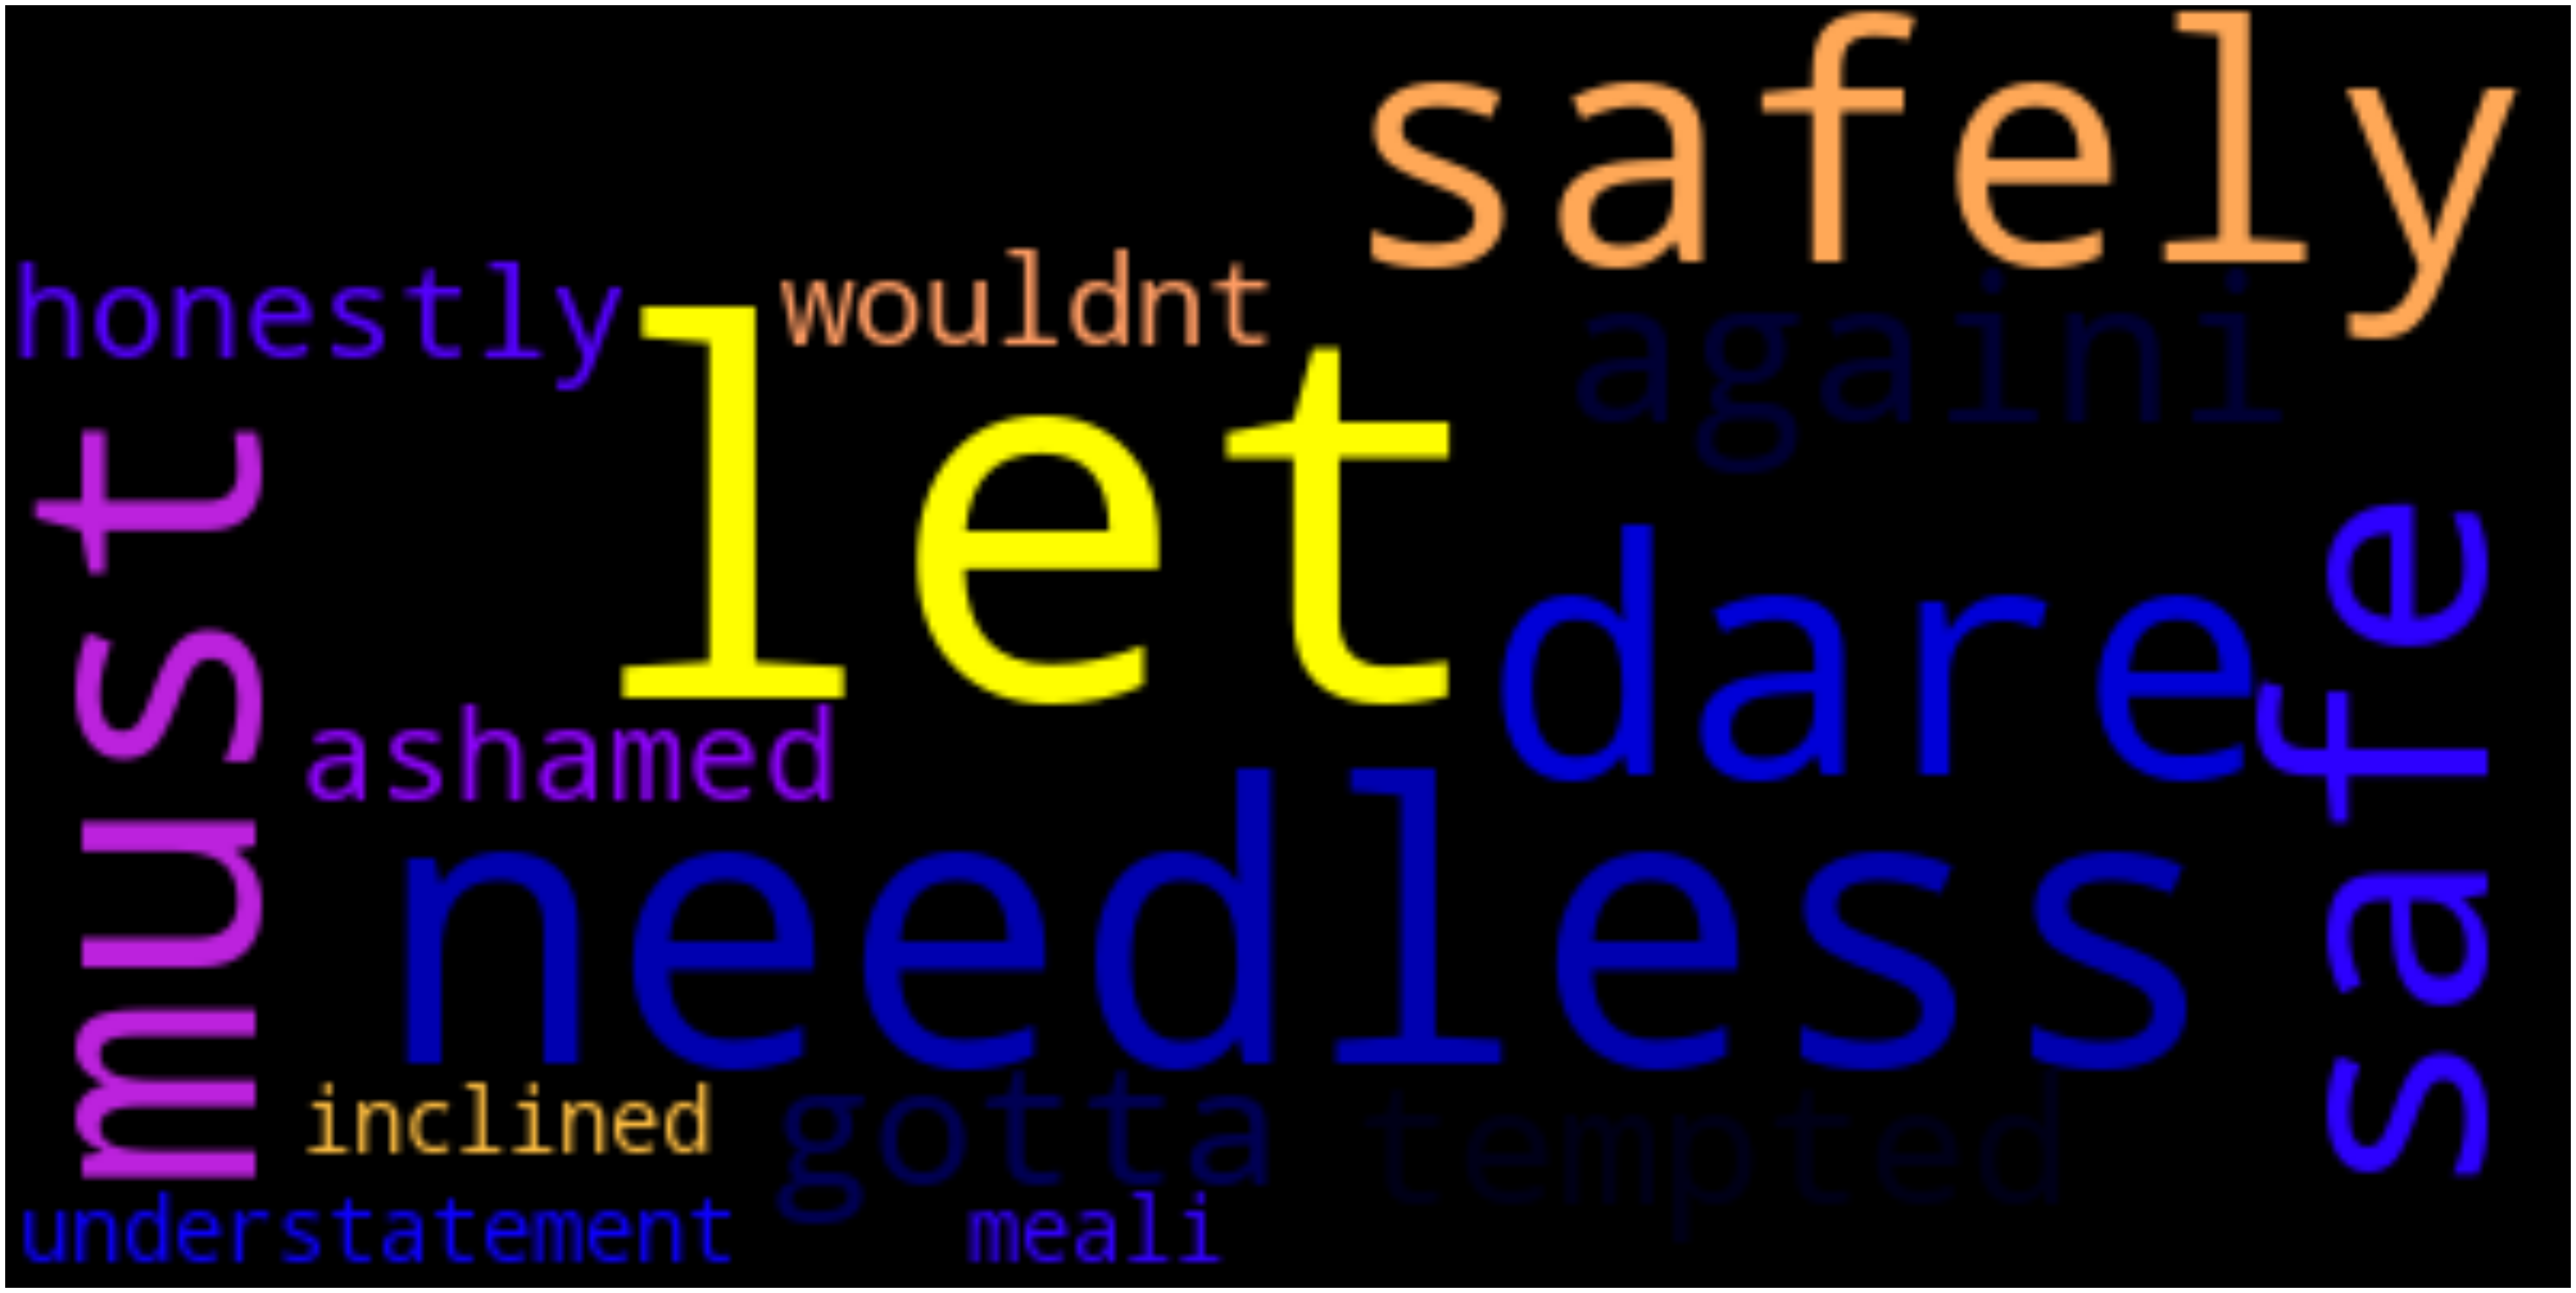 safely
honestly
wouldnt
againi
let
must
dare
safe
ashamed
needless
inclined
gotta
tempted
understatement
meali